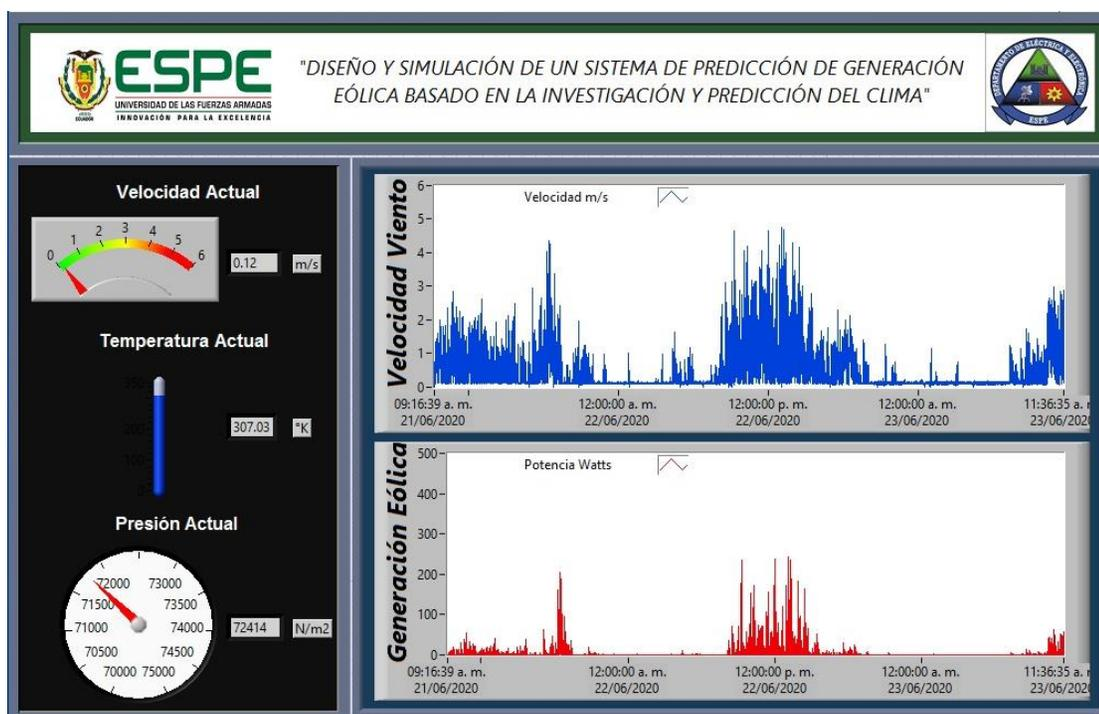 ESPE
UNIVERSIDAD DE LAS FUERZAS ARMADAS
INNOVACIÓN PARA LA EXCELENCIA
ECUADOR
"DISEÑO Y SIMULACIÓN DE UN SISTEMA DE PREDICCIÓN DE GENERACIÓN
EÓLICA BASADO EN LA INVESTIGACIÓN Y PREDICCIÓN DEL CLIMA"
DEPARTAMENTO DE ELÉCTRICA Y ELECTRÓNICA
ESPE
Velocidad Actual
0 1 2 3 4 5 6
0.12 m/s
Temperatura Actual
307.03 °K
Presión Actual
72000 73000
71500 73500
71000 74000
70500 74500
70000 75000
72414 N/m2
Velocidad Viento
Velocidad m/s
6
5
4
3
2
1
0
09:16:39 a. m. 12:00:00 a. m. 12:00:00 p. m. 12:00:00 a. m. 11:36:35 a.
21/06/2020 22/06/2020 22/06/2020 23/06/2020 23/06/2020
Generación Eólica
Potencia Watts
500
400
300
200
100
0
09:16:39 a. m. 12:00:00 a. m. 12:00:00 p. m. 12:00:00 a. m. 11:36:35 a.
21/06/2020 22/06/2020 22/06/2020 23/06/2020 23/06/2020